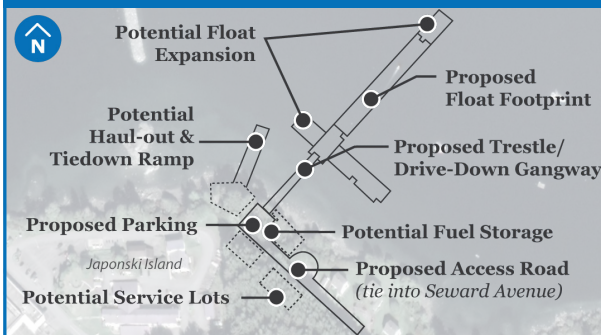 N
Potential Float
Expansion
Proposed
Float Footprint
Potential
Haul-out &
Tiedown Ramp
Proposed Trestle/
Drive-Down Gangway
Proposed Parking
Potential Fuel Storage
Japonski Island
Proposed Access Road
(tie into Seward Avenue)
Potential Service Lots